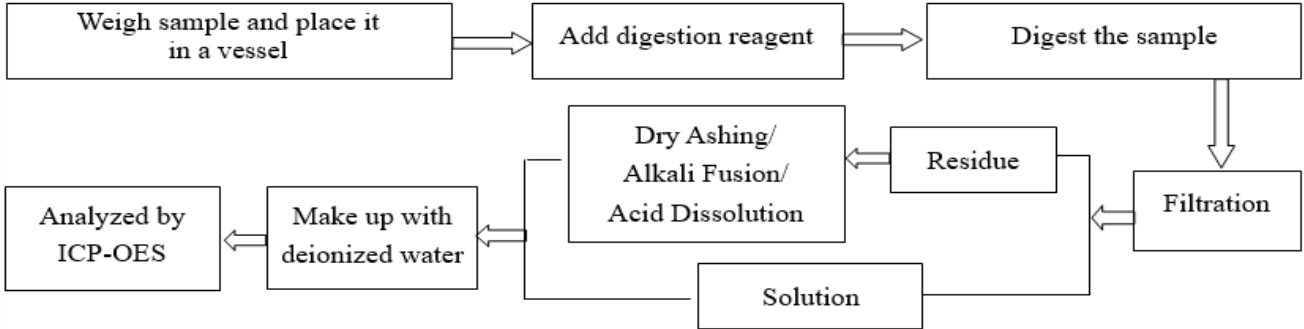 Weigh sample and place it
in a vessel
Add digestion reagent
Digest the sample
Filtration
Residue
Dry Ashing/
Alkali Fusion/
Acid Dissolution
Solution
Make up with
deionized water
Analyzed by
ICP-OES